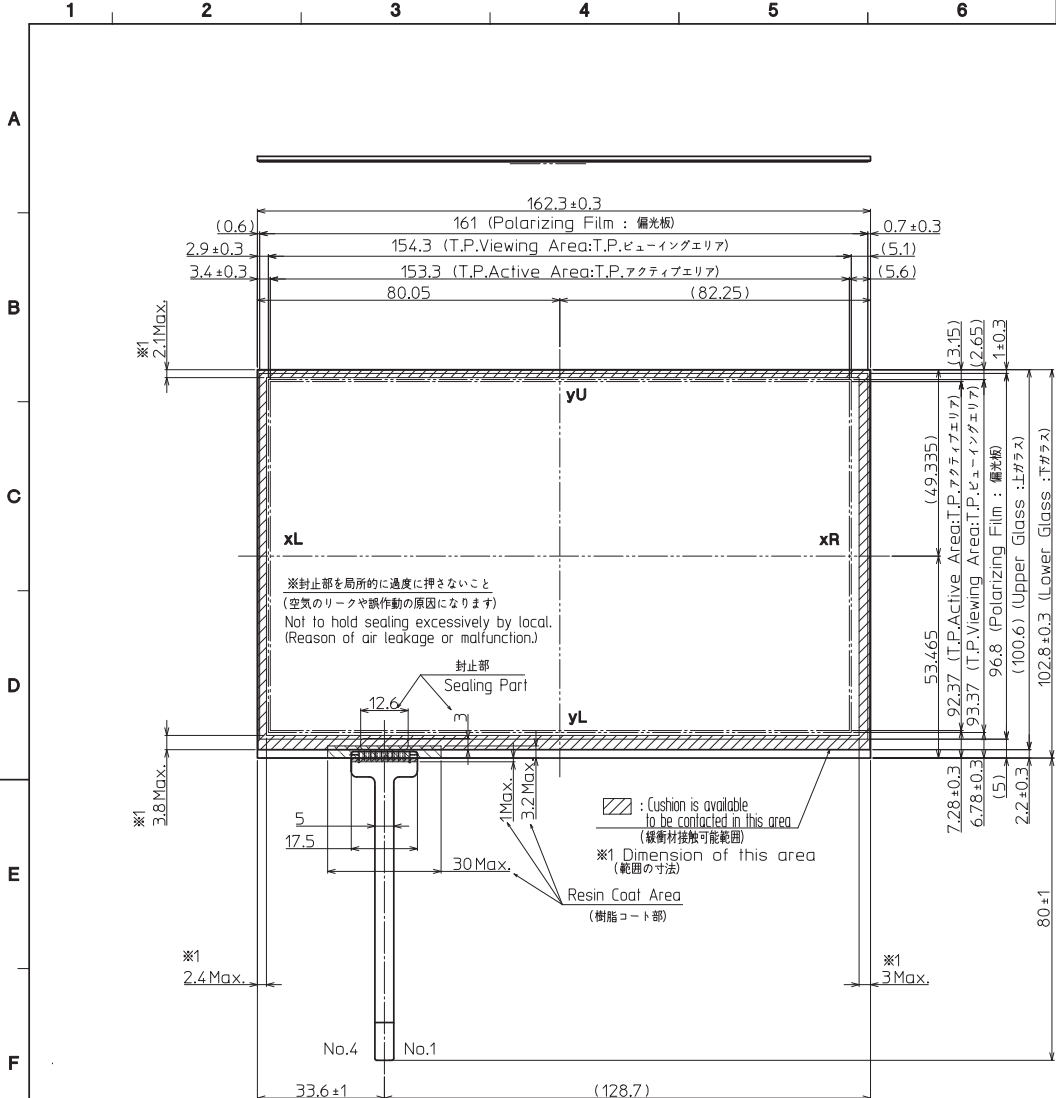 1 2 3 4 5 6
A
B
C
D
E
F
162.3±0.3
(0.6)
161 (Polarizing Film : 偏光板)
0.7±0.3
2.9±0.3
154.3 (T.P.Viewing Area:T.P.ビューイングエリア)
(5.1)
3.4±0.3
153.3 (T.P.Active Area:T.P.アクティブエリア)
(5.6)
80.05
(82.25)
※1
2.1Max.
(3.15)
(2.65)
1±0.3
yU
xL
xR
yL
(49.335)
53.465
92.37 (T.P.Active Area:T.P.アクティブエリア)
93.37 (T.P.Viewing Area:T.P.ビューイングエリア)
96.8 (Polarizing Film : 偏光板)
(100.6) (Upper Glass :上ガラス)
102.8±0.3 (Lower Glass :下ガラス)
※封止部を局所的に過度に押さないこと
(空気のリークや誤作動の原因になります)
Not to hold sealing excessively by local.
(Reason of air leakage or malfunction.)
封止部
Sealing Part
12.6
3
※1
3.8Max.
1Max.
3.2Max.
7.28±0.3
6.78±0.3
(5)
2.2±0.3
: Cushion is available
to be contacted in this area
(緩衝材接触可能範囲)
※1 Dimension of this area
(範囲の寸法)
5
17.5
30Max.
Resin Coat Area
(樹脂コート部)
80±1
※1
2.4Max.
※1
3Max.
No.4 No.1
33.6±1
(128.7)